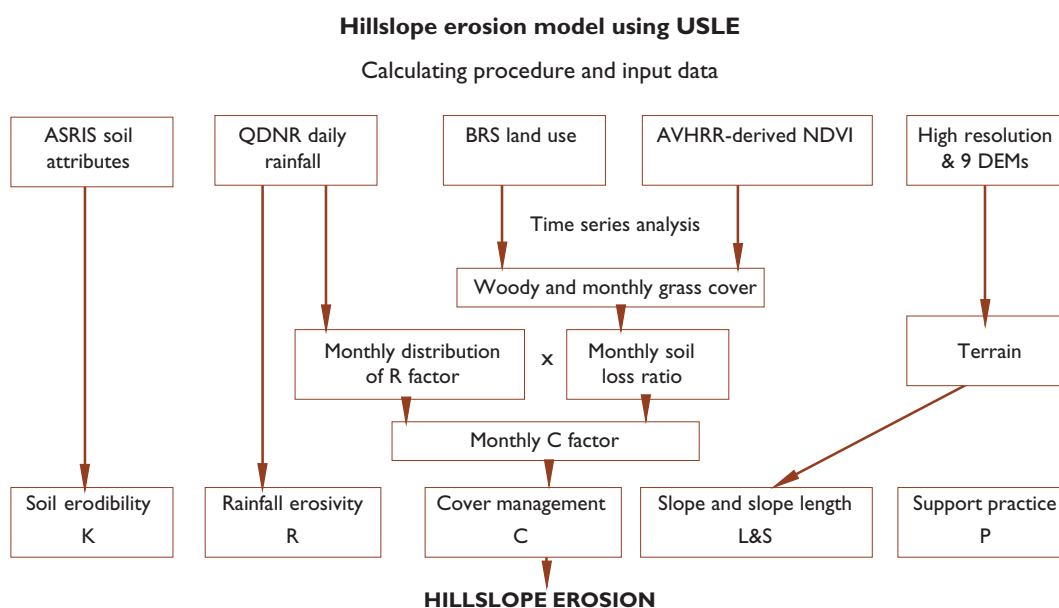 Hillslope erosion model using USLE
Calculating procedure and input data
ASRIS soil
attributes
QDNR daily
rainfall
BRS land use
AVHRR-derived NDVI
High resolution
& 9 DEMs
Time series analysis
Woody and monthly grass cover
Monthly distribution
of R factor
x
Monthly soil
loss ratio
Terrain
Monthly C factor
Soil erodibility
K
Rainfall erosivity
R
Cover management
C
Slope and slope length
L&S
Support practice
P
HILLSLOPE EROSION